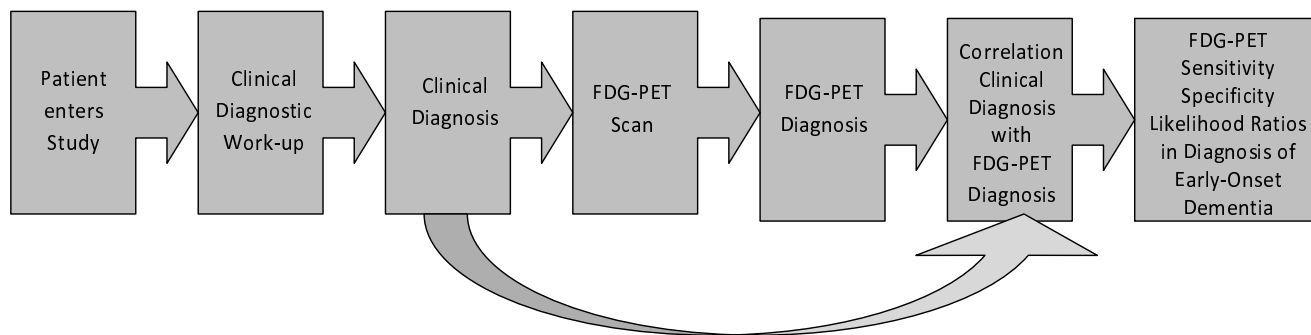 Patient
enters
Study
Clinical
Diagnostic
Work-up
Clinical
Diagnosis
FDG-PET
Scan
FDG-PET
Diagnosis
Correlation
Clinical
Diagnosis
with
FDG-PET
Diagnosis
FDG-PET
Sensitivity
Specificity
Likelihood Ratios
in Diagnosis of
Early-Onset
Dementia